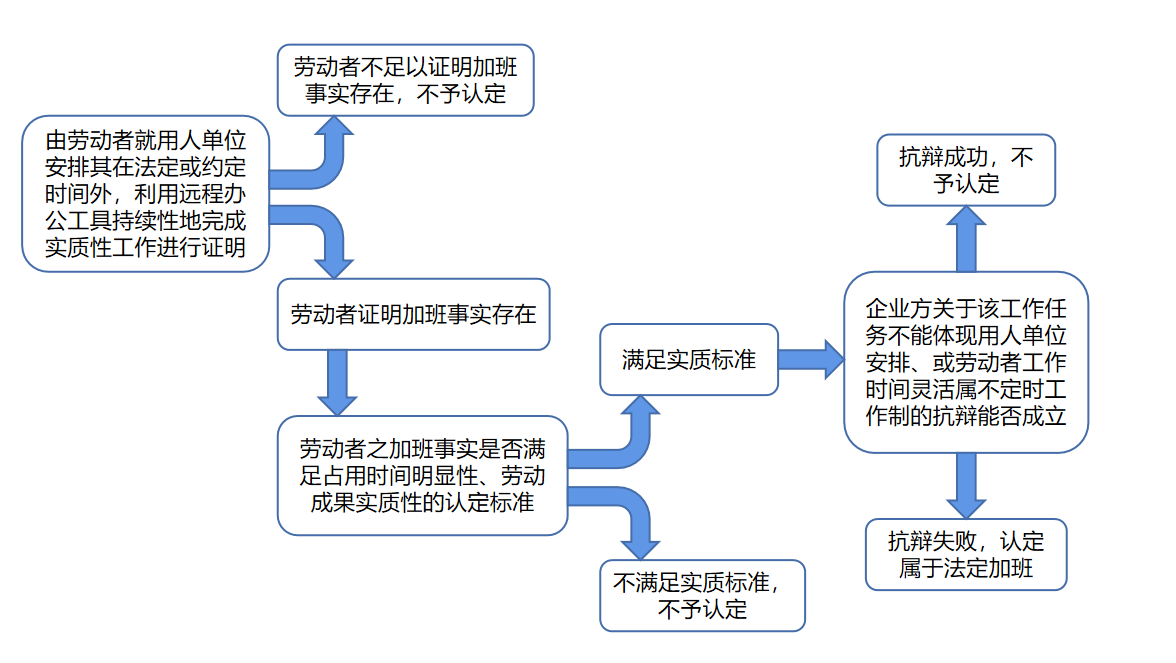 劳动者不足以证明加班
事实存在，不予认定
由劳动者就用人单位
安排其在法定或约定
时间外，利用远程办
公工具持续性地完成
实质性工作进行证明
劳动者证明加班事实存在
劳动者之加班事实是否满
足占用时间明显性、劳动
成果实质性的认定标准
满足实质标准
不满足实质标准，
不予认定
抗辩成功，不
予认定
企业方关于该工作任
务不能体现用人单位
安排、或劳动者工作
时间灵活属不定时工
作制的抗辩能否成立
抗辩失败，认定
属于法定加班